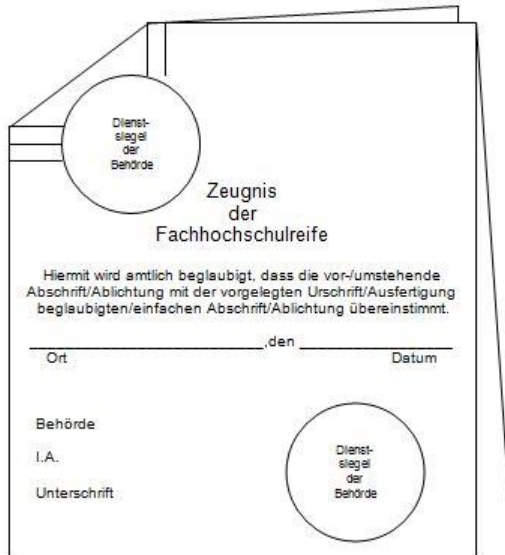 Dienst-
siegel
der
Behörde
Zeugnis
der
Fachhochschulreife
Hiermit wird amtlich beglaubigt, dass die vor-/umstehende
Abschrift/Ablichtung mit der vorgelegten Urschrift/Ausfertigung
beglaubigten/einfachen Abschrift/Ablichtung übereinstimmt.
,den
Ort Datum
Behörde
I.A.
Unterschrift
Dienst-
siegel
der
Behörde